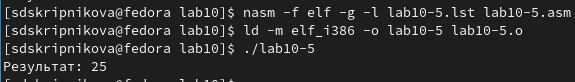 [sdskripnikova@fedora lab10]$ nasm -f elf -g -l lab10-5.lst lab10-5.asm
[sdskripnikova@fedora lab10]$ ld -m elf_i386 -o lab10-5 lab10-5.o
[sdskripnikova@fedora lab10]$ ./lab10-5
Результат: 25